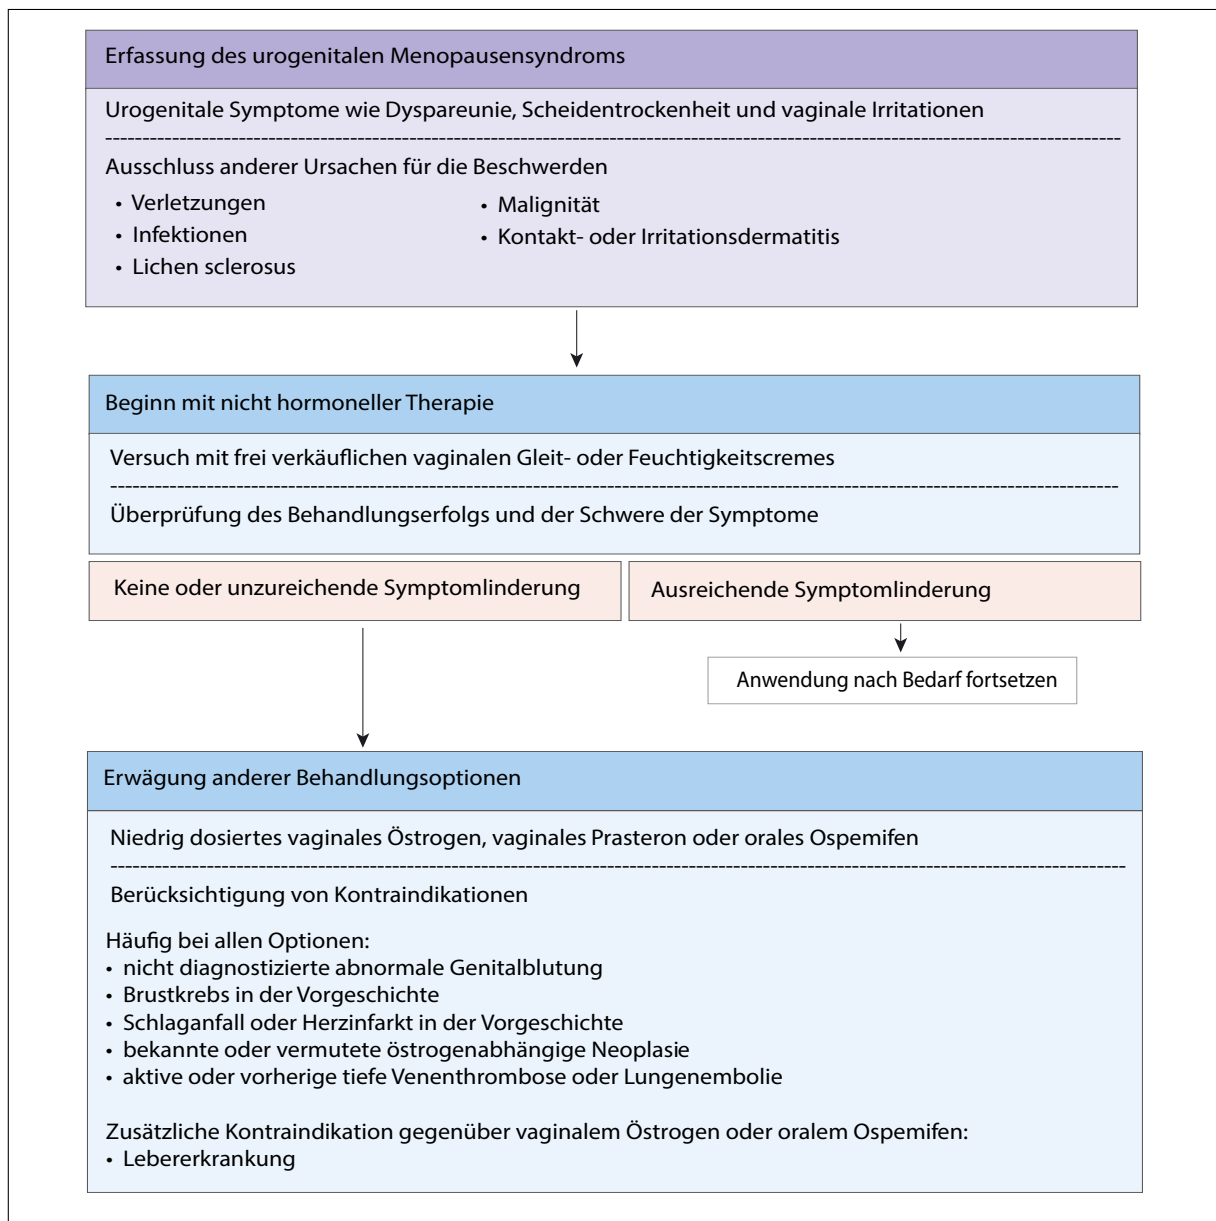 Erfassung des urogenitalen Menopausensyndroms
Urogenitale Symptome wie Dyspareunie, Scheidentrockenheit und vaginale Irritationen
Ausschluss anderer Ursachen für die Beschwerden
• Verletzungen
• Infektionen
• Lichen sclerosus
• Malignität
• Kontakt- oder Irritationsdermatitis
Beginn mit nicht hormoneller Therapie
Versuch mit frei verkäuflichen vaginalen Gleit- oder Feuchtigkeitscremes
Überprüfung des Behandlungserfolgs und der Schwere der Symptome
Keine oder unzureichende Symptomlinderung
Ausreichende Symptomlinderung
Anwendung nach Bedarf fortsetzen
Erwägung anderer Behandlungsoptionen
Niedrig dosiertes vaginales Östrogen, vaginales Prasteron oder orales Ospemifen
Berücksichtigung von Kontraindikationen
Häufig bei allen Optionen:
• nicht diagnostizierte abnormale Genitalblutung
• Brustkrebs in der Vorgeschichte
• Schlaganfall oder Herzinfarkt in der Vorgeschichte
• bekannte oder vermutete östrogenabhängige Neoplasie
• aktive oder vorherige tiefe Venenthrombose oder Lungenembolie
Zusätzliche Kontraindikation gegenüber vaginalem Östrogen oder oralem Ospemifen:
• Lebererkrankung